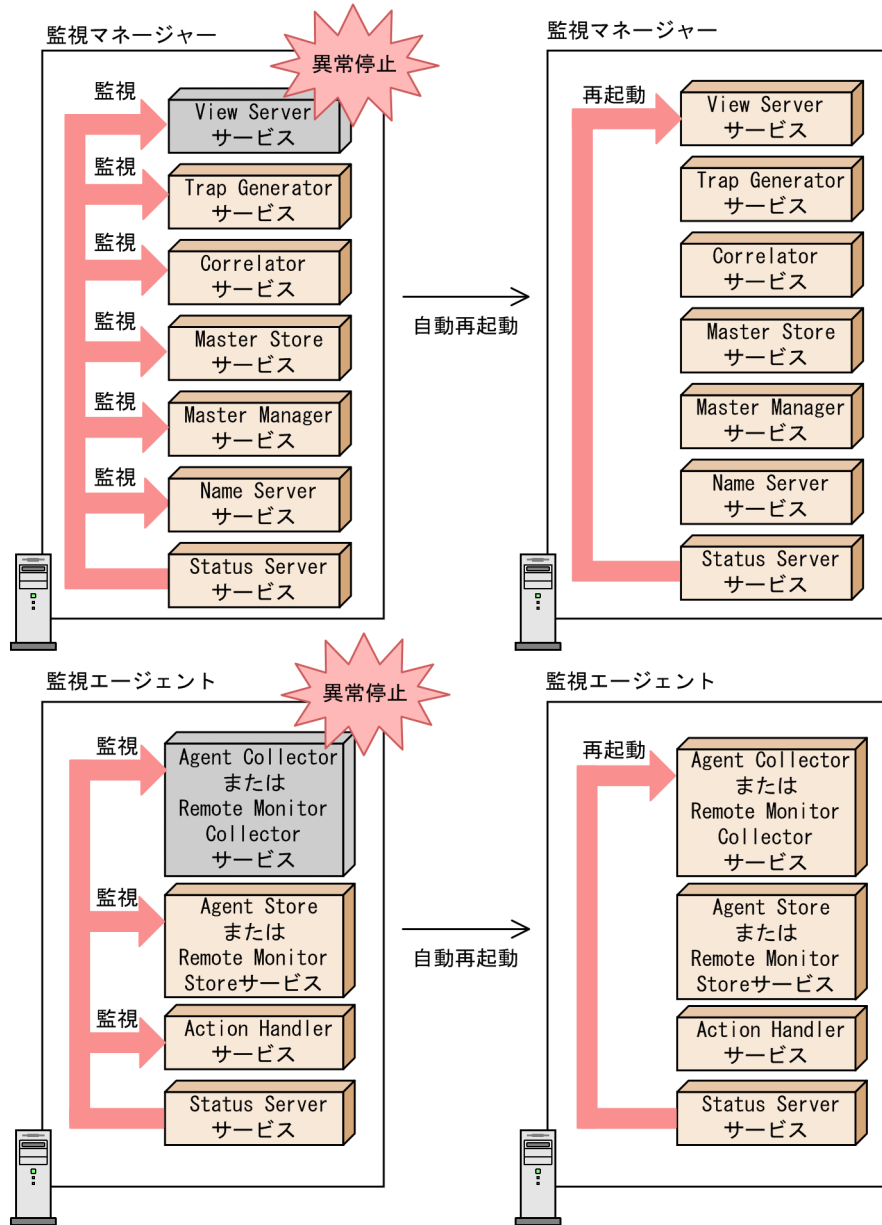 監視マネージャー
異常停止
監視
View Server
サービス
監視
Trap Generator
サービス
監視
Correlator
サービス
監視
Master Store
サービス
監視
Master Manager
サービス
監視
Name Server
サービス
Status Server
サービス
自動再起動
監視マネージャー
再起動
View Server
サービス
Trap Generator
サービス
Correlator
サービス
Master Store
サービス
Master Manager
サービス
Name Server
サービス
Status Server
サービス
監視エージェント
異常停止
監視
Agent Collector
または
Remote Monitor
Collector
サービス
監視
Agent Store
または
Remote Monitor
Storeサービス
監視
Action Handler
サービス
Status Server
サービス
自動再起動
監視エージェント
再起動
Agent Collector
または
Remote Monitor
Collector
サービス
Agent Store
または
Remote Monitor
Storeサービス
Action Handler
サービス
Status Server
サービス